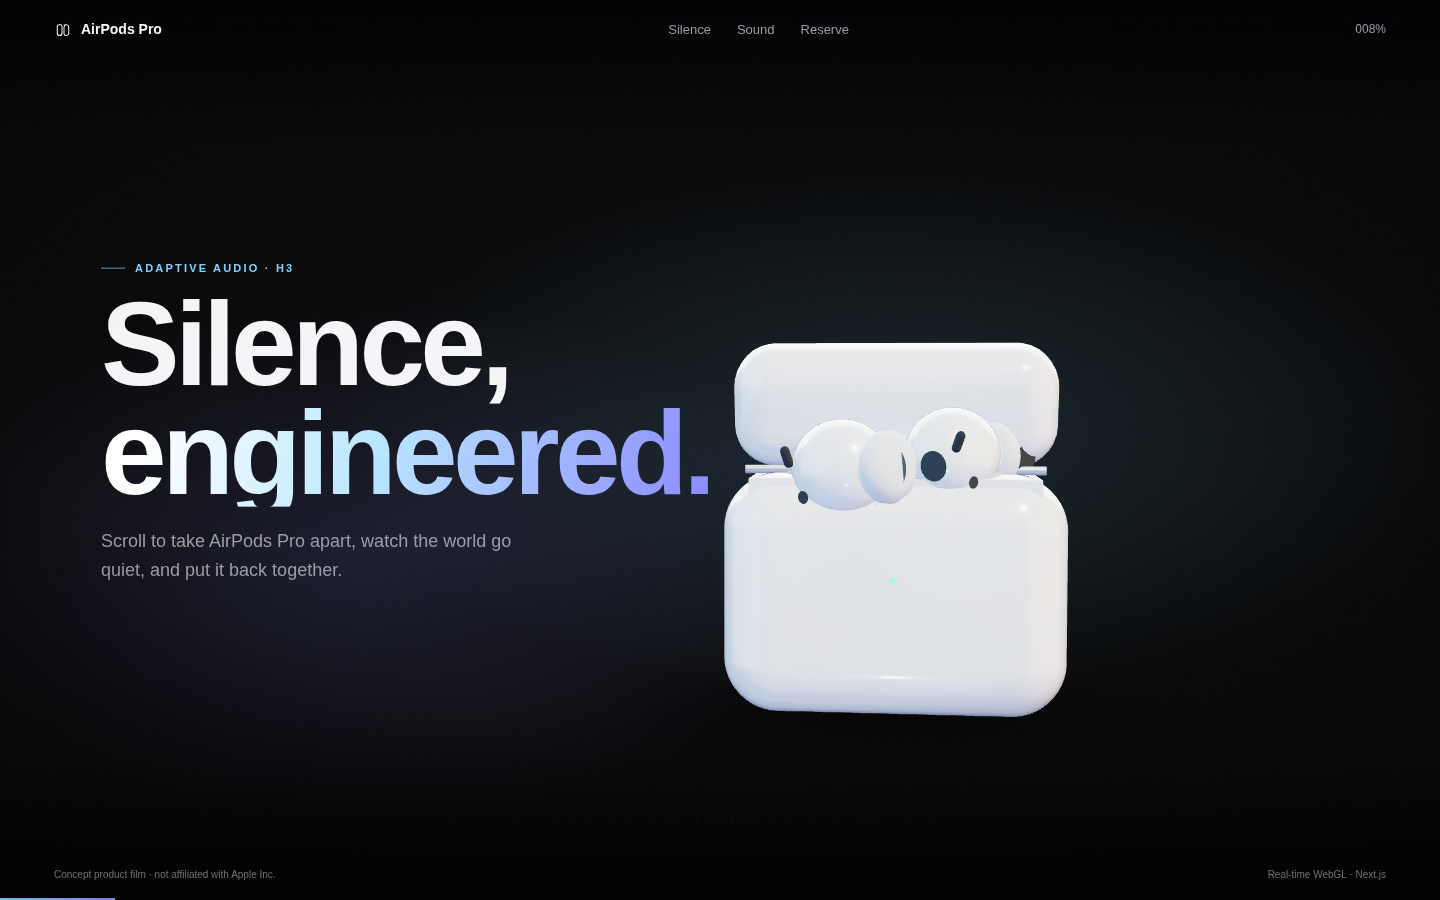 AirPods Pro
Silence
Sound
Reserve
008%
ADAPTIVE AUDIO · H3
Silence,
engineered.
Scroll to take AirPods Pro apart, watch the world go
quiet, and put it back together.
SCROLL
Concept product film · not affiliated with Apple Inc.
Real-time WebGL · Next.js